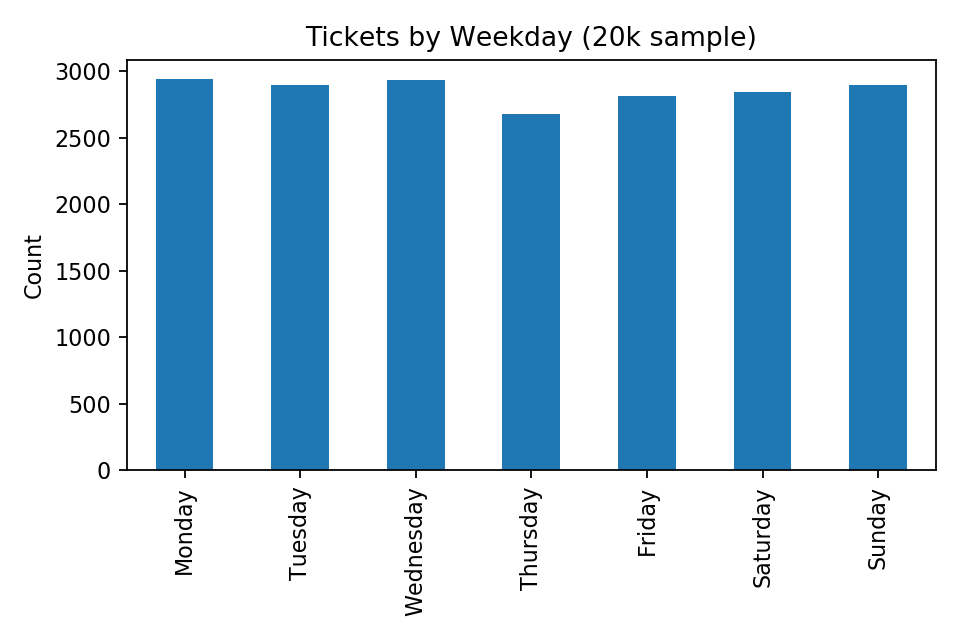 Tickets by Weekday (20k sample)
Count
3000
2500
2000
1500
1000
500
0
Monday
Tuesday
Wednesday
Thursday
Friday
Saturday
Sunday